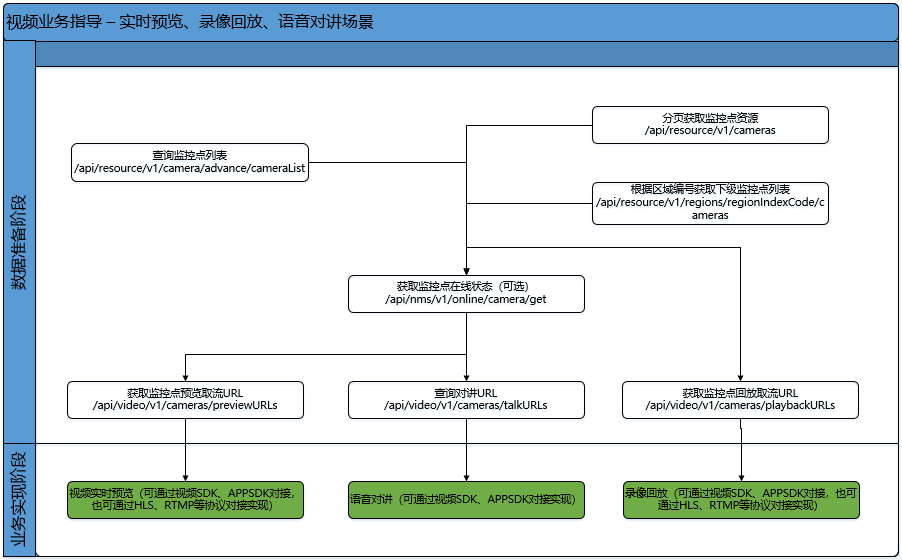 视频业务指导 – 实时预览、录像回放、语音对讲场景
数据准备阶段
分页获取监控点资源
/api/resource/v1/cameras
查询监控点列表
/api/resource/v1/camera/advance/cameraList
根据区域编号获取下级监控点列表
/api/resource/v1/regions/regionIndexCode/c
ameras
获取监控点在线状态（可选）
/api/nms/v1/online/camera/get
获取监控点预览取流URL
/api/video/v1/cameras/previewURLs
查询对讲URL
/api/video/v1/cameras/talkURLs
获取监控点回放取流URL
/api/video/v1/cameras/playbackURLs
业务实现阶段
视频实时预览（可通过视频SDK、APPSDK对接，
也可通过HLS、RTMP等协议对接实现）
语音对讲（可通过视频SDK、APPSDK对接实现）
录像回放（可通过视频SDK、APPSDK对接，也可
通过HLS、RTMP等协议对接实现）